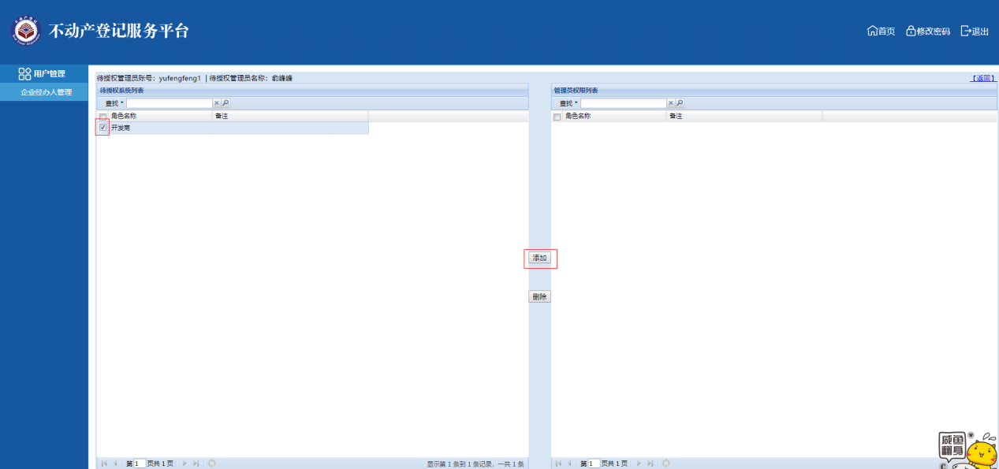 不动产登记服务平台
首页 修改密码 退出
用户管理
企业经办人管理
待授权管理员账号：yufengfeng1 | 待授权管理员名称：俞峰峰
【返回】
待授权系统列表
管理员权限列表
查找
查找
角色名称 备注
角色名称 备注
开发商
添加
删除
第 1 页共 1 页
显示第 1 条到 1 条记录，一共 1 条
第 1 页共 1 页
咸鱼
翻身